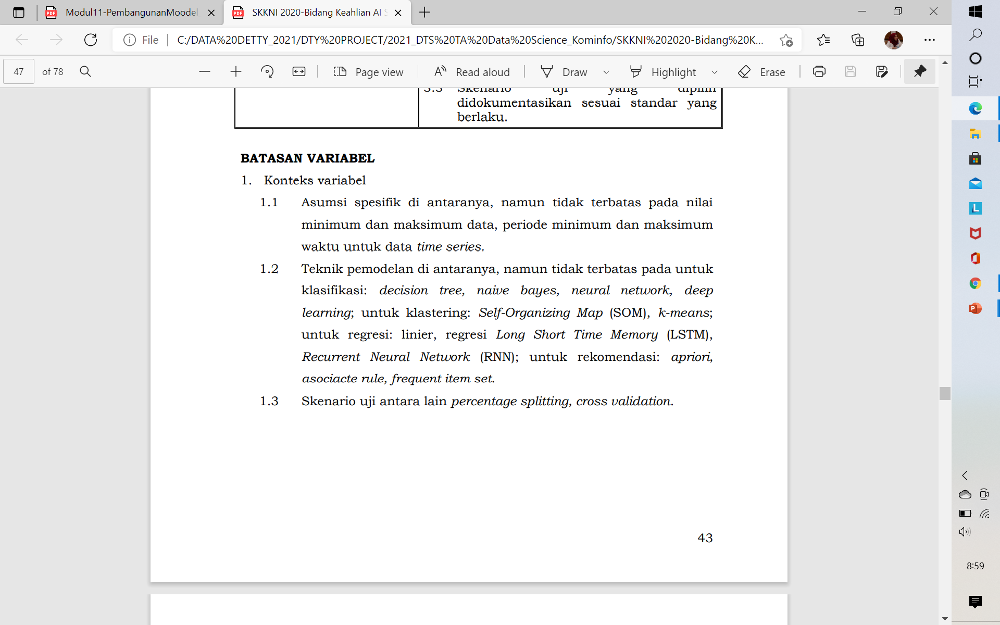 Modul11-PembangunanMoodel_
SKKNI 2020-Bidang Keahlian AI S
File
C:/DATA%20DETTY_2021/DTY%20PROJECT/2021_DTS%20TA%20Data%20Science_Kominfo/SKKNI%202020-Bidang%20K...
47 of 78
Page view
Read aloud
Draw
Highlight
Erase
3.3 Skenario uji yang dipilih
didokumentasikan sesuai standar yang
berlaku.
BATASAN VARIABEL
1. Konteks variabel
1.1 Asumsi spesifik di antaranya, namun tidak terbatas pada nilai
minimum dan maksimum data, periode minimum dan maksimum
waktu untuk data time series.
1.2 Teknik pemodelan di antaranya, namun tidak terbatas pada untuk
klasifikasi: decision tree, naive bayes, neural network, deep
learning; untuk klastering: Self-Organizing Map (SOM), k-means;
untuk regresi: linier, regresi Long Short Time Memory (LSTM),
Recurrent Neural Network (RNN); untuk rekomendasi: apriori,
asociacte rule, frequent item set.
1.3 Skenario uji antara lain percentage splitting, cross validation.
43
8:59